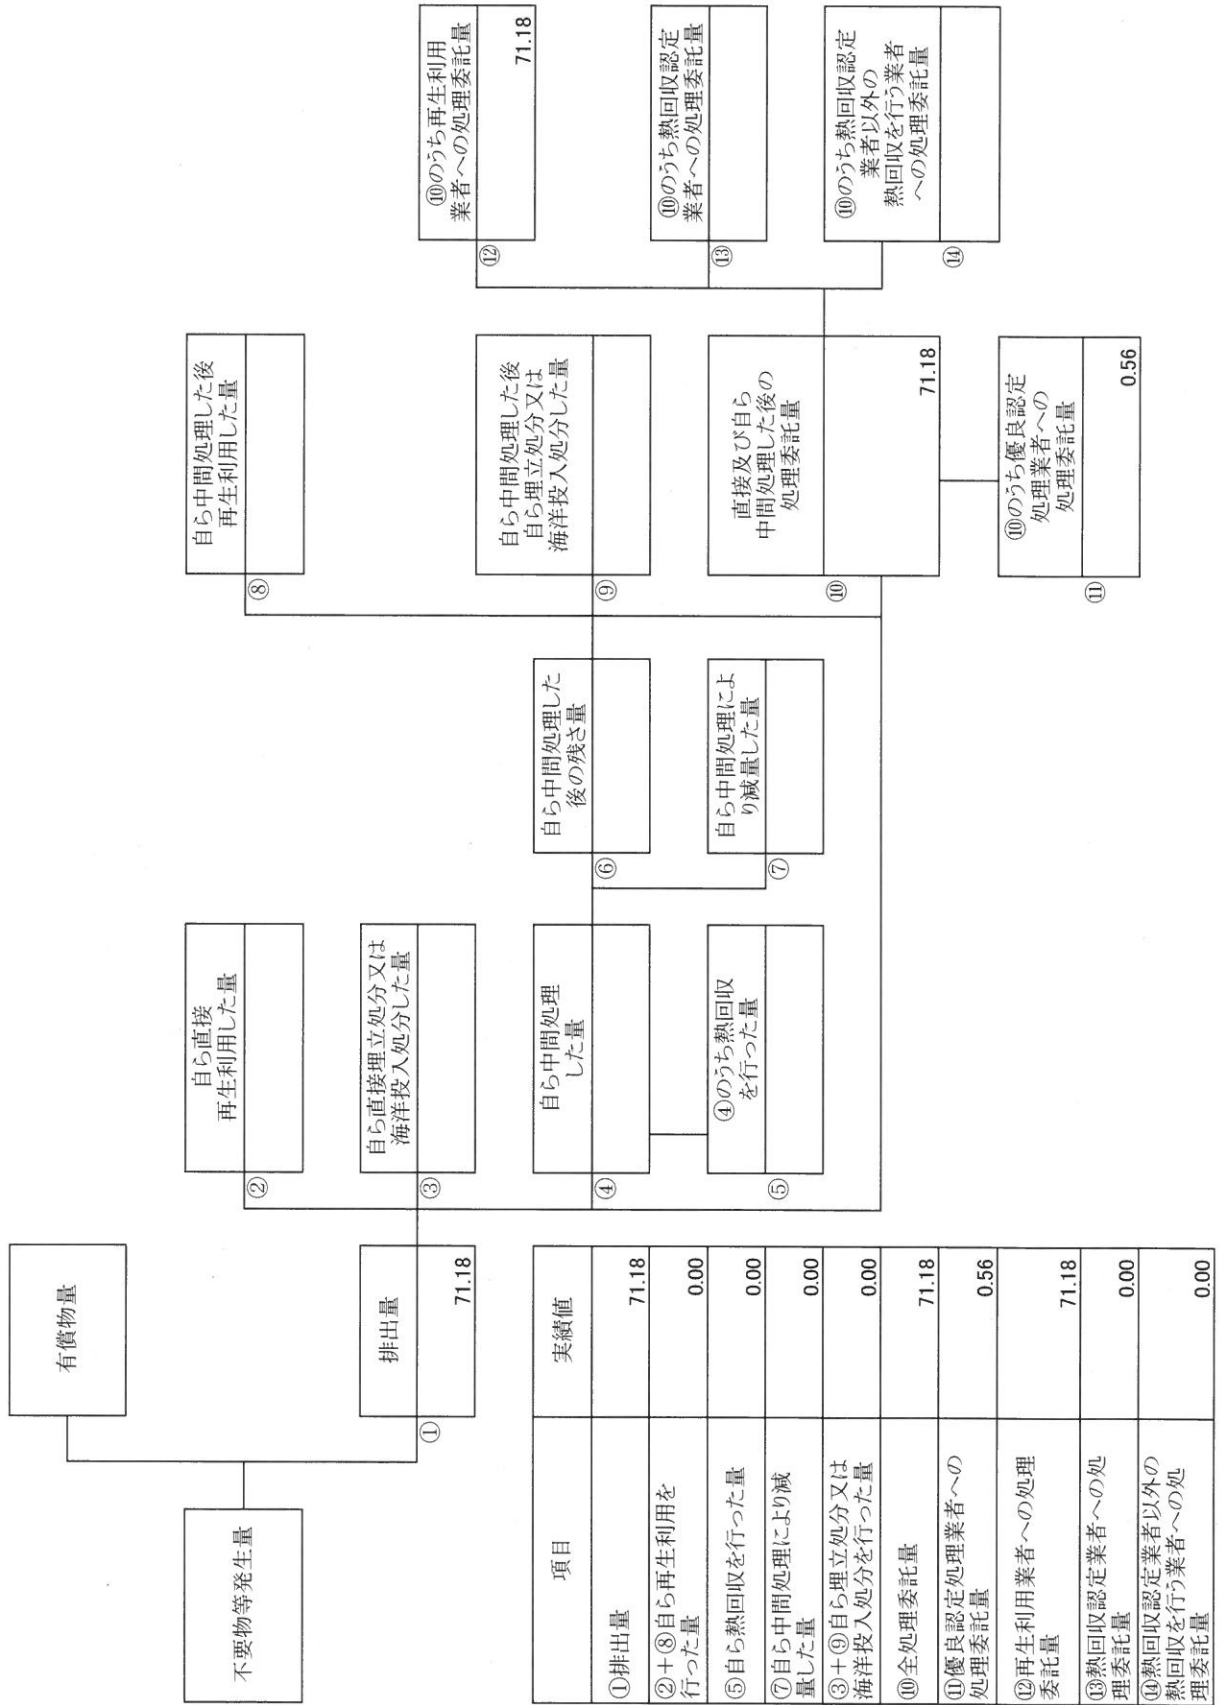 有償物量
不要物等発生量
①
排出量
71.18
②
自ら直接
再生利用した量
③
自ら直接埋立処分又は
海洋投入処分した量
④
自ら中間処理
した量
⑤
④のうち熱回収
を行った量
⑥
自ら中間処理した
後の残さ量
⑦
自ら中間処理によ
り減量した量
⑧
自ら中間処理した後
再生利用した量
⑨
自ら中間処理した後
自ら埋立処分又は
海洋投入処分した量
⑩
直接及び自ら
中間処理した後の
処理委託量
71.18
⑪
⑩のうち優良認定
処理業者への
処理委託量
0.56
⑫
⑩のうち再生利用
業者への処理委託量
71.18
⑬
⑩のうち熱回収認定
業者への処理委託量
⑭
⑩のうち熱回収認定
業者以外の
熱回収を行う業者
への処理委託量
項目 実績値
①排出量 71.18
②+⑧自ら再生利用を
行った量 0.00
⑤自ら熱回収を行った量 0.00
⑦自ら中間処理により減
量した量 0.00
③+⑨自ら埋立処分又は
海洋投入処分を行った量 0.00
⑩全処理委託量 71.18
⑪優良認定処理業者への
処理委託量 0.56
⑫再生利用業者への処理
委託量 71.18
⑬熱回収認定業者への処
理委託量 0.00
⑭熱回収認定業者以外の
熱回収を行う業者への処
理委託量 0.00